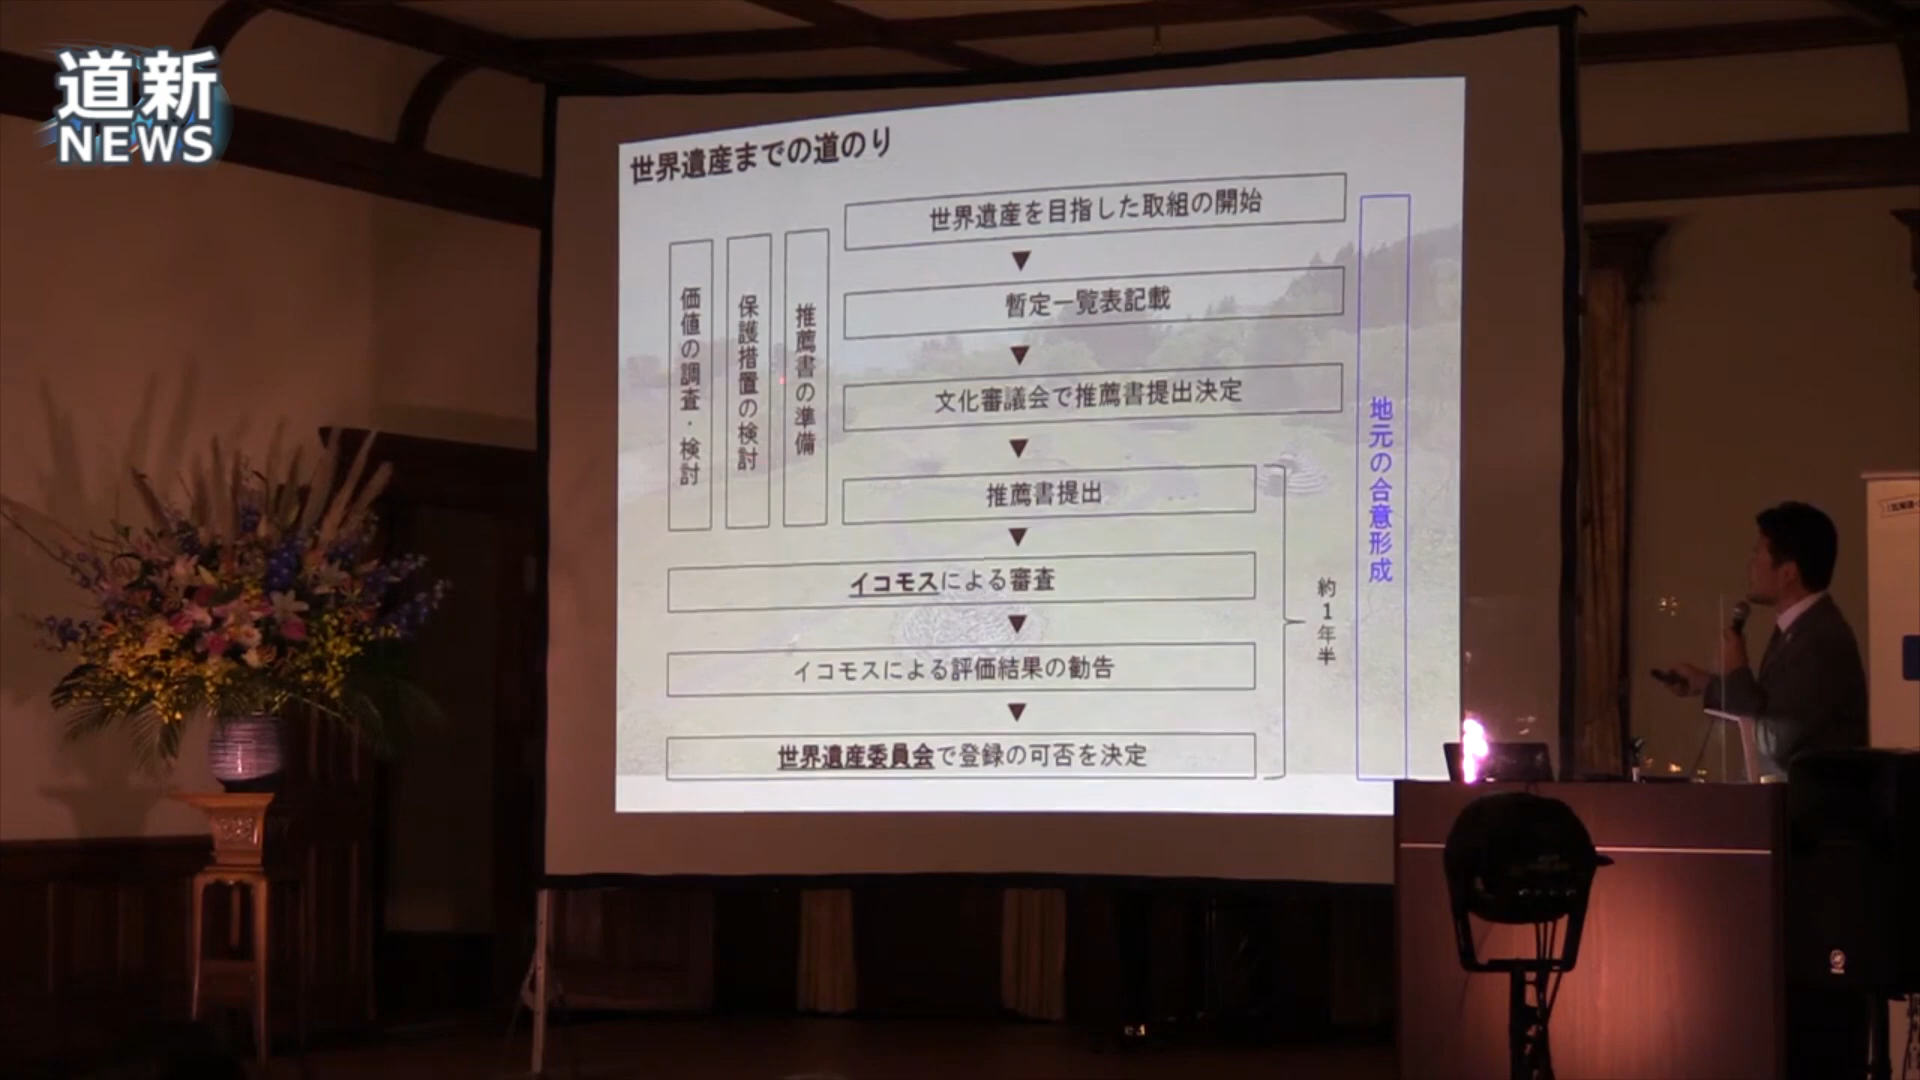 道新
NEWS
世界遺産までの道のり
世界遺産を目指した取組の開始
▼
暫定一覧表記載
▼
文化審議会で推薦書提出決定
▼
推薦書提出
▼
イコモスによる審査
▼
イコモスによる評価結果の勧告
▼
世界遺産委員会で登録の可否を決定
価値の調査・検討
保護措置の検討
推薦書の準備
約1年半
地元の合意形成